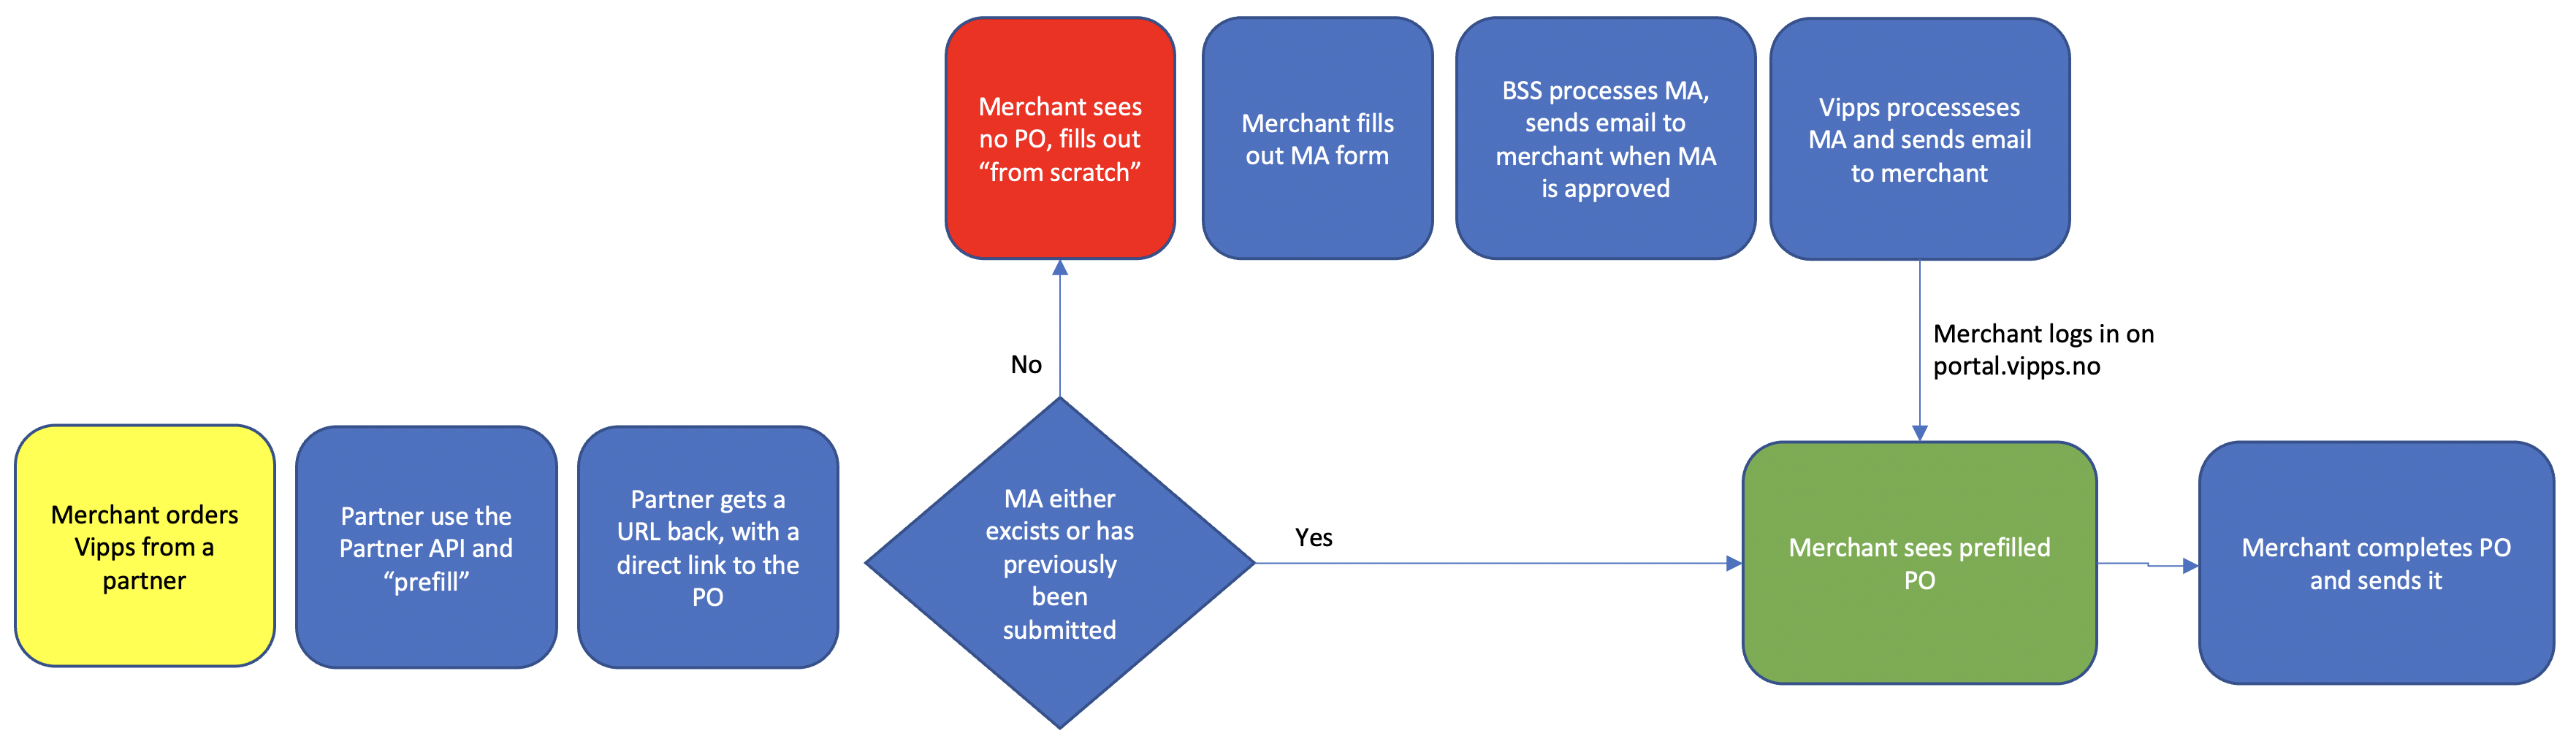 Merchant sees
no PO, fills out
“from scratch”
Merchant fills
out MA form
BSS processes MA,
sends email to
merchant when MA
is approved
Vipps processeses
MA and sends email
to merchant
No
Merchant logs in on
portal.vipps.no
Merchant orders
Vipps from a
partner
Partner use the
Partner API and
“prefill”
Partner gets a
URL back, with a
direct link to the
PO
MA either
excists or has
previously
been
submitted
Yes
Merchant sees prefilled
PO
Merchant completes PO
and sends it